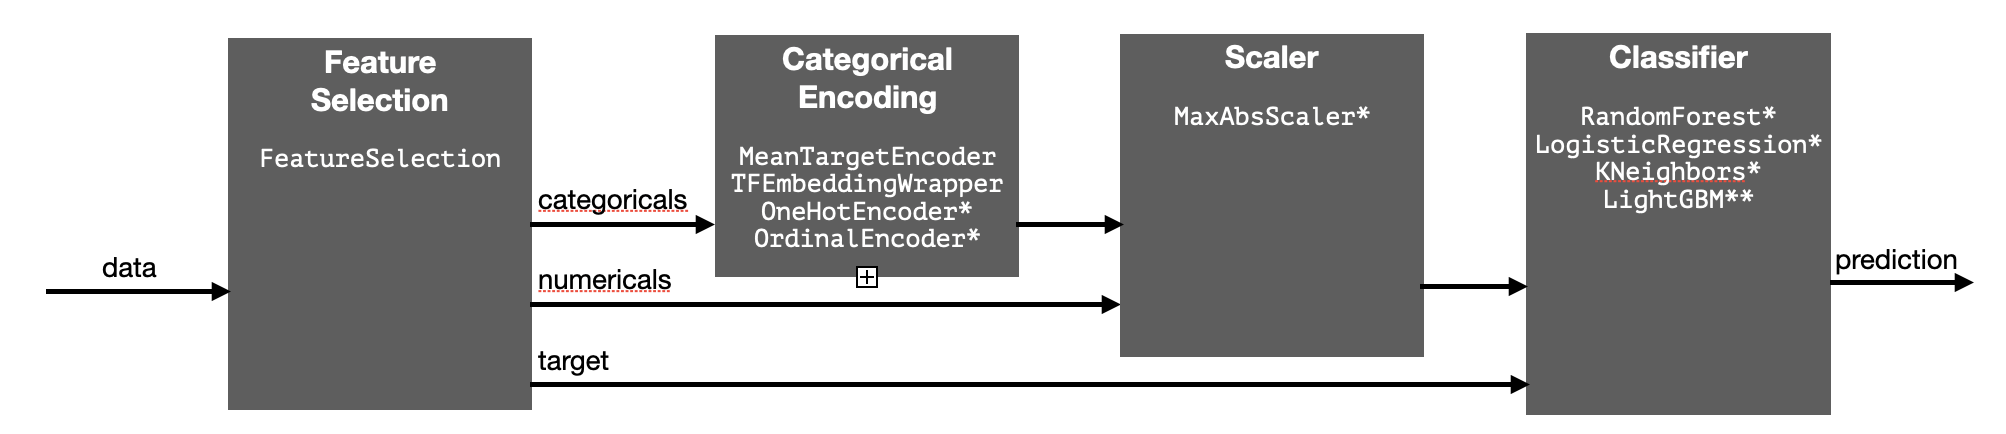 data
Feature
Selection
FeatureSelection
categoricals
numericals
target
Categorical
Encoding
MeanTargetEncoder
TFEmbeddingWrapper
OneHotEncoder*
OrdinalEncoder*
Scaler
MaxAbsScaler*
Classifier
RandomForest*
LogisticRegression*
KNeighbors*
LightGBM**
prediction